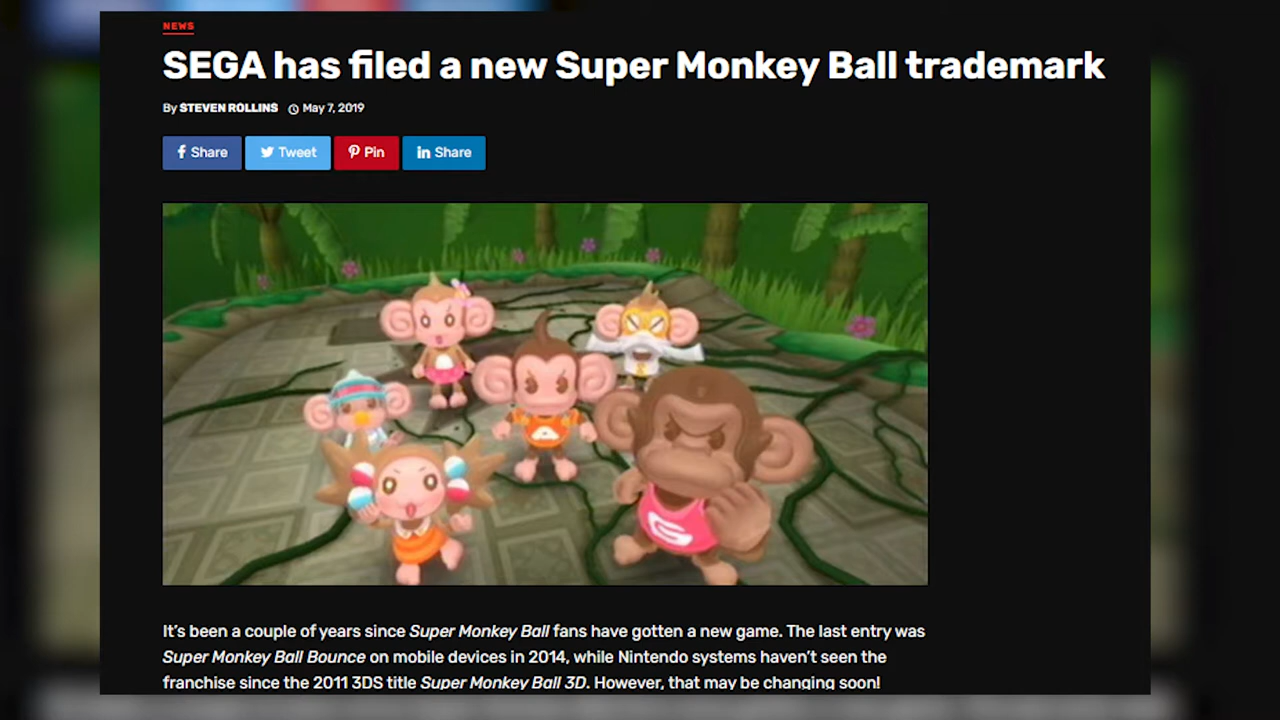 NEWS
SEGA has filed a new Super Monkey Ball trademark
By STEVEN ROLLINS May 7, 2019
Share Tweet Pin Share
G
It's been a couple of years since Super Monkey Ball fans have gotten a new game. The last entry was
Super Monkey Ball Bounce on mobile devices in 2014, while Nintendo systems haven't seen the
franchise since the 2011 3DS title Super Monkey Ball 3D. However, that may be changing soon!